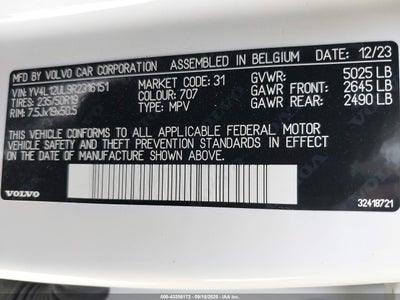 MFD BY VOLVO CAR CORPORATION ASSEMBLED IN BELGIUM DATE: 12/23
VIN: YV4L12UL9R2316151 MARKET CODE: 31 GVWR: 5025 LB
TIRES: 235/50R19 COLOUR: 707 GAWR FRONT: 2645 LB
RIM: 7.5Jx19x50.5 TYPE: MPV GAWR REAR: 2490 LB
THIS VEHICLE CONFORMS TO ALL APPLICABLE FEDERAL MOTOR
VEHICLE SAFETY AND THEFT PREVENTION STANDARDS IN EFFECT
ON THE DATE OF MANUFACTURE SHOWN ABOVE.
VOLVO 32418721